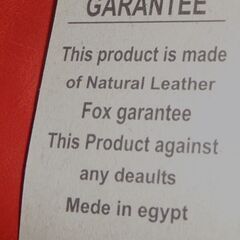 GARANTEE
This product is made
of Natural Leather
Fox garantee
This Product against
any deaults
Mede in egypt